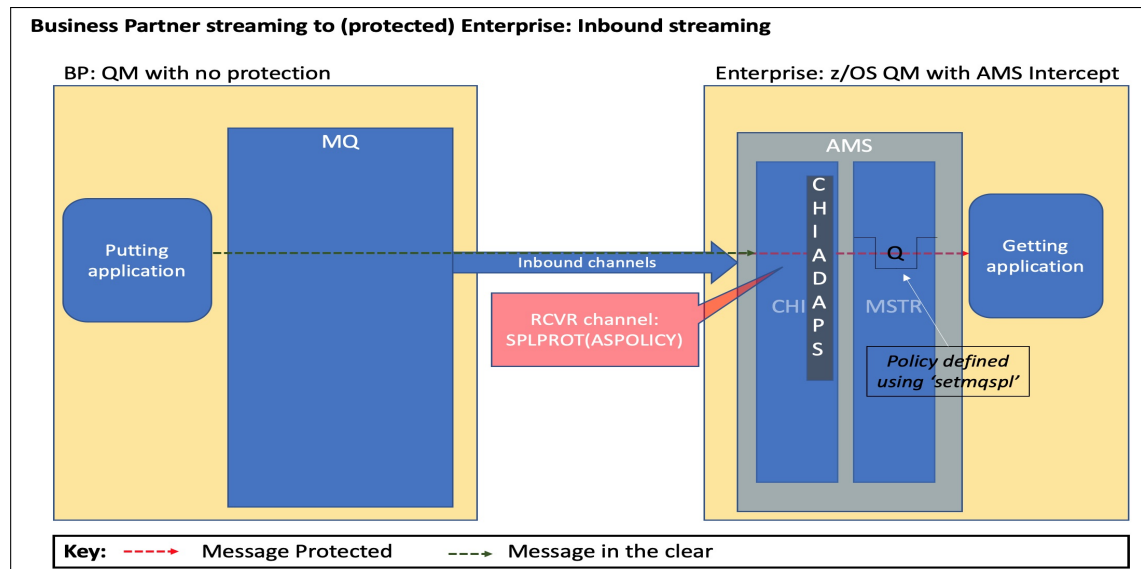 Business Partner streaming to (protected) Enterprise: Inbound streaming
BP: QM with no protection
Enterprise: z/OS QM with AMS Intercept
MQ
AMS
CHIADAPS
Putting
application
Inbound channels
Q
Getting
application
CHI
MSTR
RCVR channel:
SPLPROT(ASPOLICY)
Policy defined
using ‘setmqspl’
Key:
Message Protected
Message in the clear